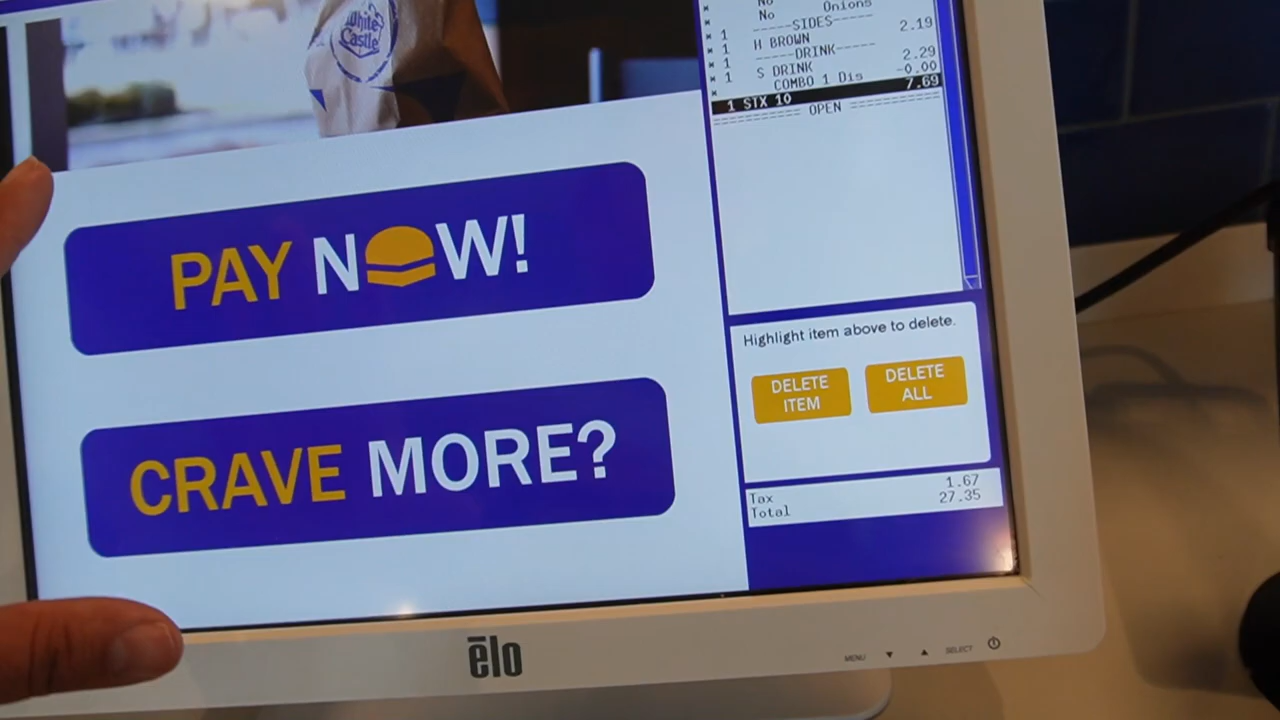 White
Castle
No
No Onions
-----SIDES-----
* 1 H BROWN 2.19
-----DRINK-----
* 1 S DRINK 2.29
* 1 COMBO 1 Dis -0.00
1 STX 10 7.69
OPEN
PAY NOW!
CRAVE MORE?
Highlight item above to delete.
DELETE
ITEM
DELETE
ALL
Tax 1.67
Total 27.35
ēlo
MENU ▼ ▲ SELECT